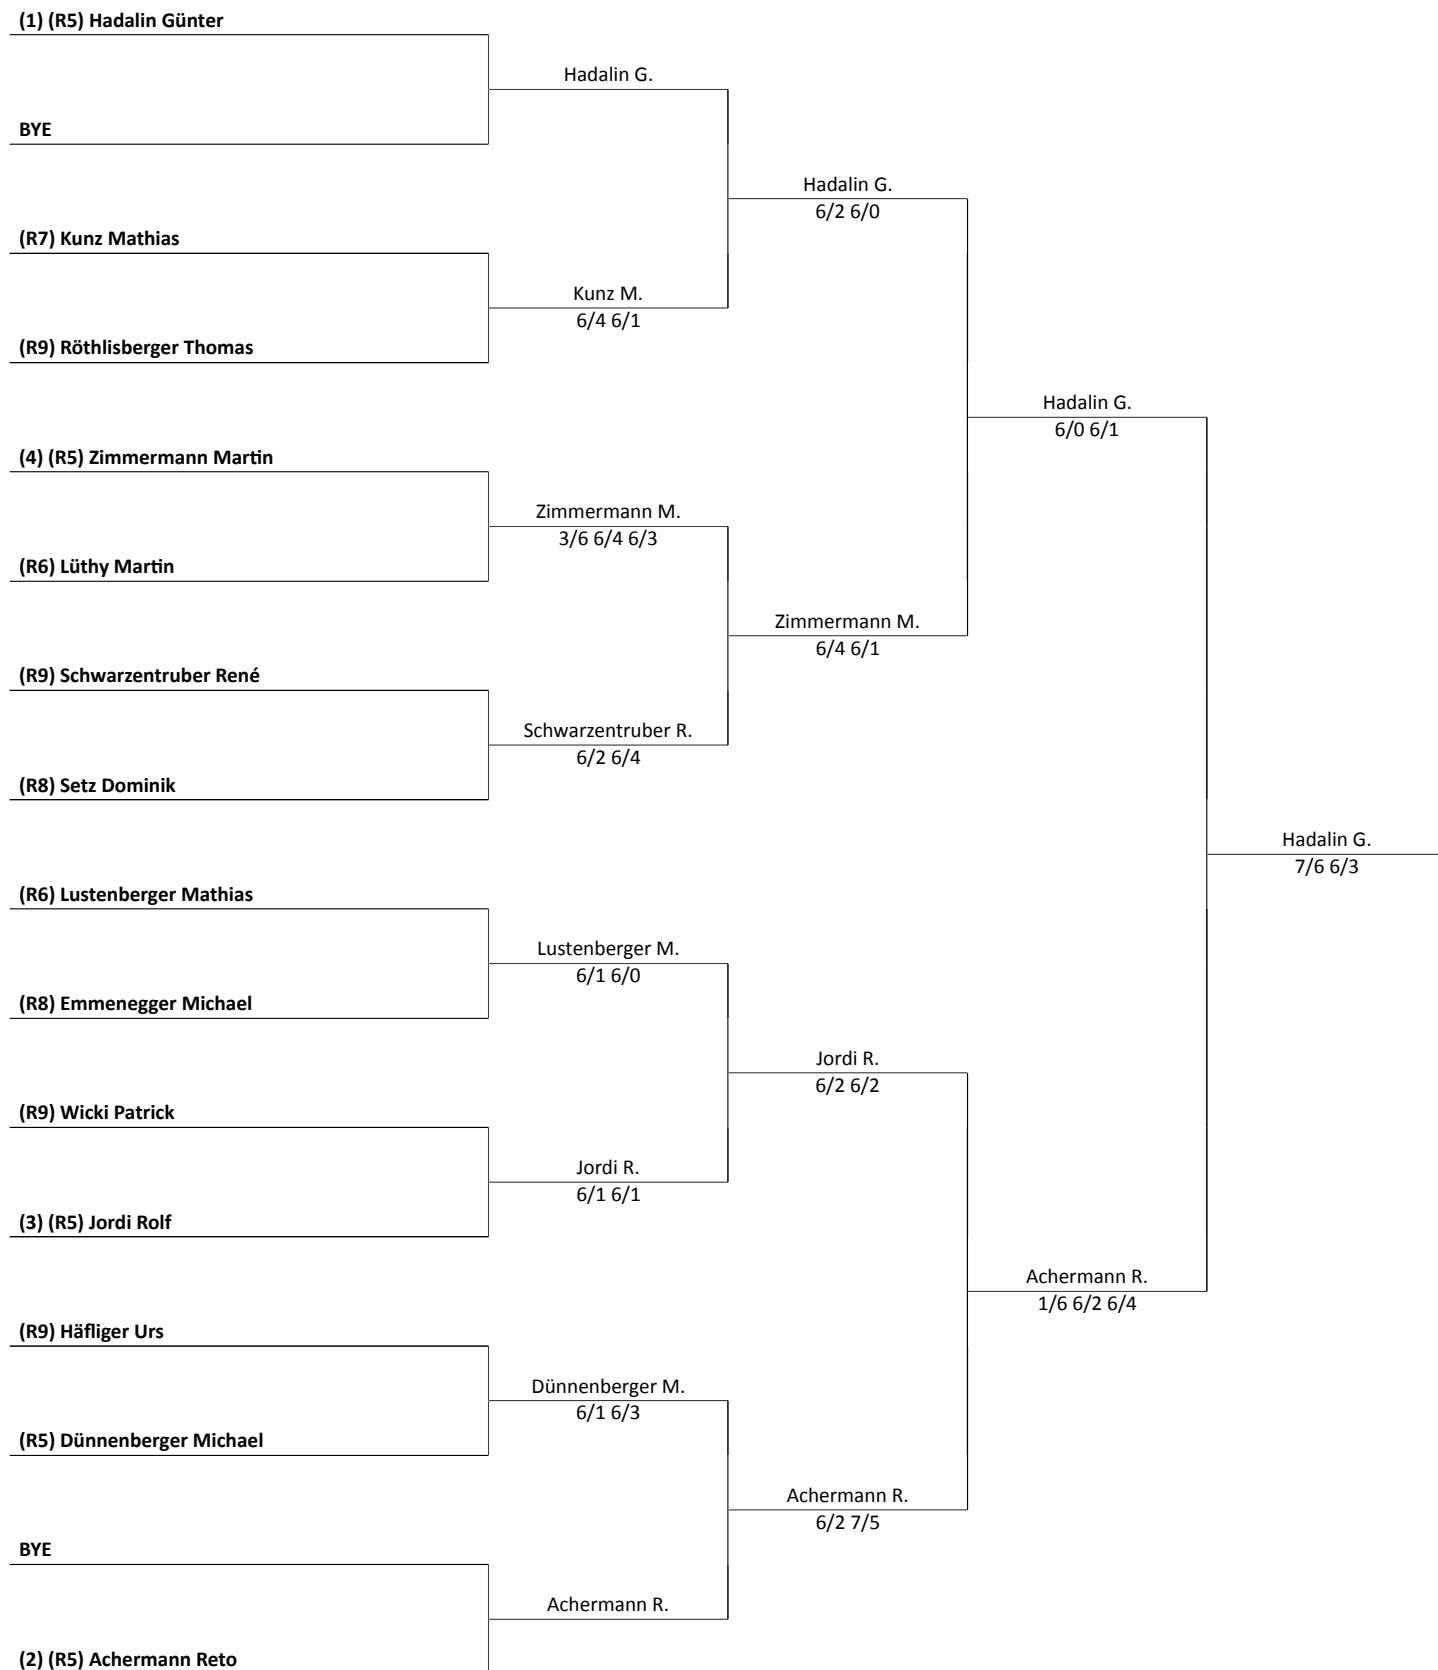 (1) (R5) Hadalin Günter
Hadalin G.
BYE
Hadalin G.
6/2 6/0
(R7) Kunz Mathias
Kunz M.
6/4 6/1
(R9) Röthlisberger Thomas
Hadalin G.
6/0 6/1
(4) (R5) Zimmermann Martin
Zimmermann M.
3/6 6/4 6/3
(R6) Lüthy Martin
Zimmermann M.
6/4 6/1
(R9) Schwarzentruber René
Schwarzentruber R.
6/2 6/4
(R8) Setz Dominik
Hadalin G.
7/6 6/3
(R6) Lustenberger Mathias
Lustenberger M.
6/1 6/0
(R8) Emmenegger Michael
Jordi R.
6/2 6/2
(R9) Wicki Patrick
Jordi R.
6/1 6/1
(3) (R5) Jordi Rolf
Achermann R.
1/6 6/2 6/4
(R9) Häfliger Urs
Dünnenberger M.
6/1 6/3
(R5) Dünnenberger Michael
Achermann R.
6/2 7/5
BYE
Achermann R.
(2) (R5) Achermann Reto